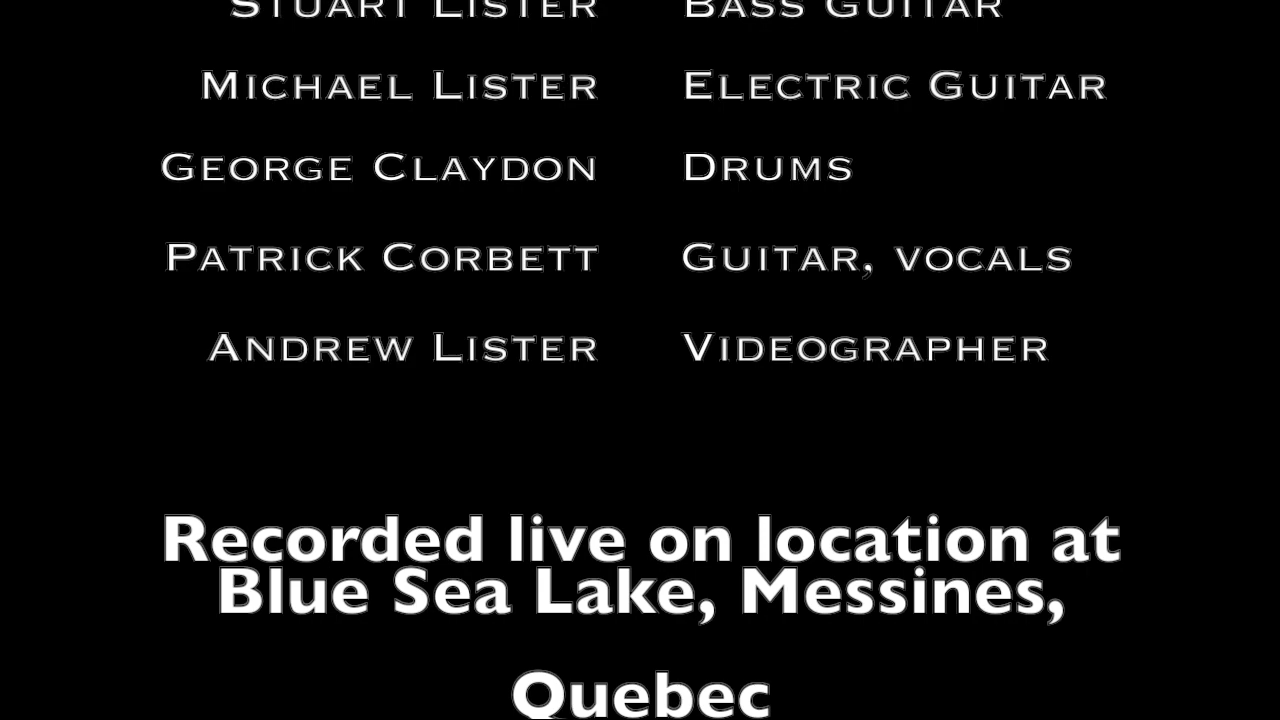 Stuart Lister Bass Guitar
Michael Lister Electric Guitar
George Claydon Drums
Patrick Corbett Guitar, vocals
Andrew Lister Videographer
Recorded live on location at
Blue Sea Lake, Messines,
Quebec